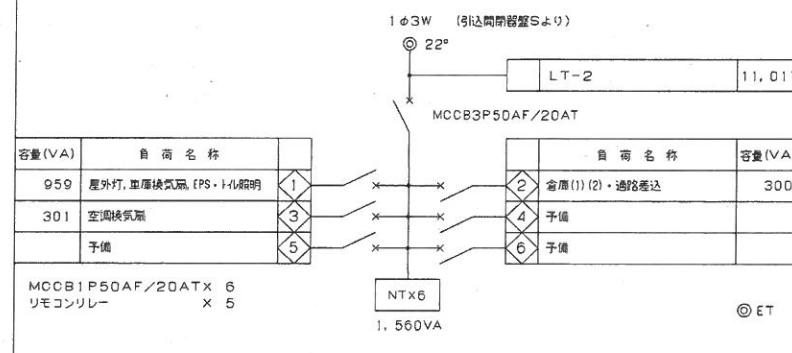 1φ3W (引込開閉器盤Sより)
◎ 22°
LT-2 11,01
MCCB3P50AF/20AT
容量(VA) 負荷名称
959 屋外灯,車庫換気扇,EPS・トイレ照明 1
301 空調換気扇 3
予備 5
負荷名称 容量(VA
2 倉庫(1)(2)・通路差込 300
4 予備
6 予備
MCCB1P50AF/20AT× 6
リモコンリレー × 5
NT×6
1,560VA
◎ET